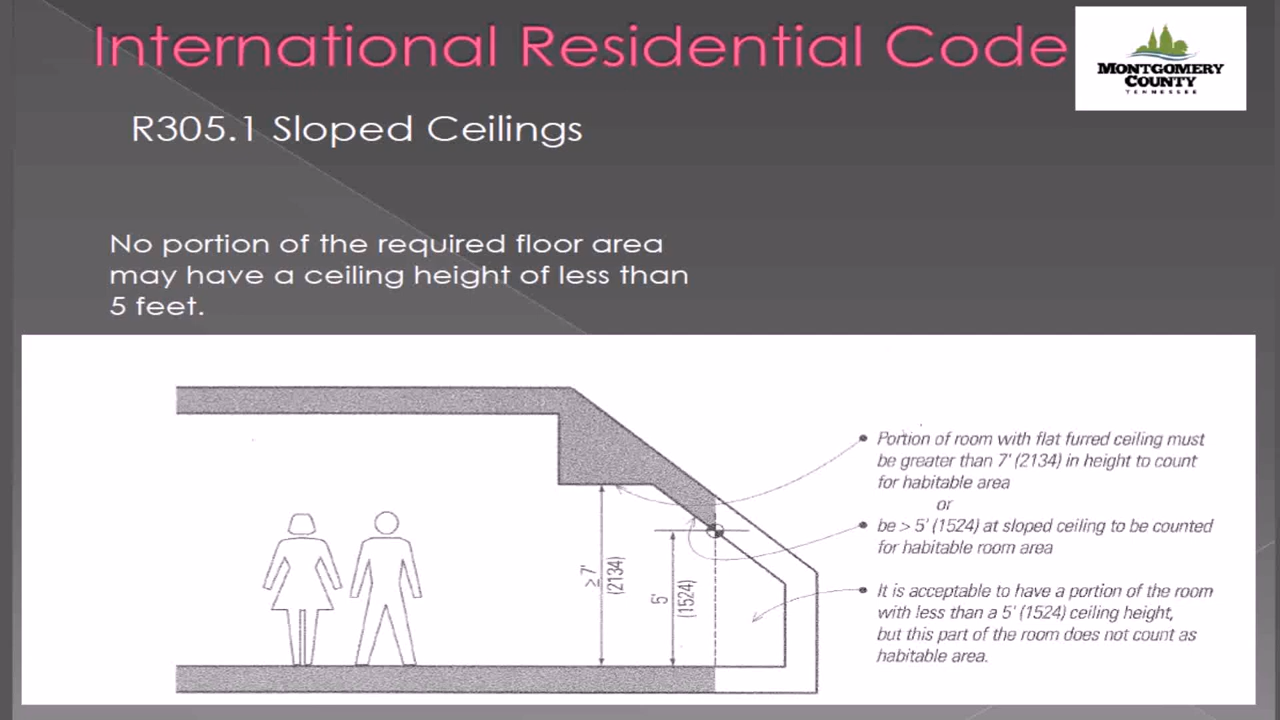 International Residential Code
MONTGOMERY
COUNTY
TENNESSEE
R305.1 Sloped Ceilings
No portion of the required floor area
may have a ceiling height of less than
5 feet.
Portion of room with flat furred ceiling must
be greater than 7' (2134) in height to count
for habitable area
or
be > 5' (1524) at sloped ceiling to be counted
for habitable room area
It is acceptable to have a portion of the room
with less than a 5' (1524) ceiling height,
but this part of the room does not count as
habitable area.
≥ 7'
(2134)
5'
(1524)